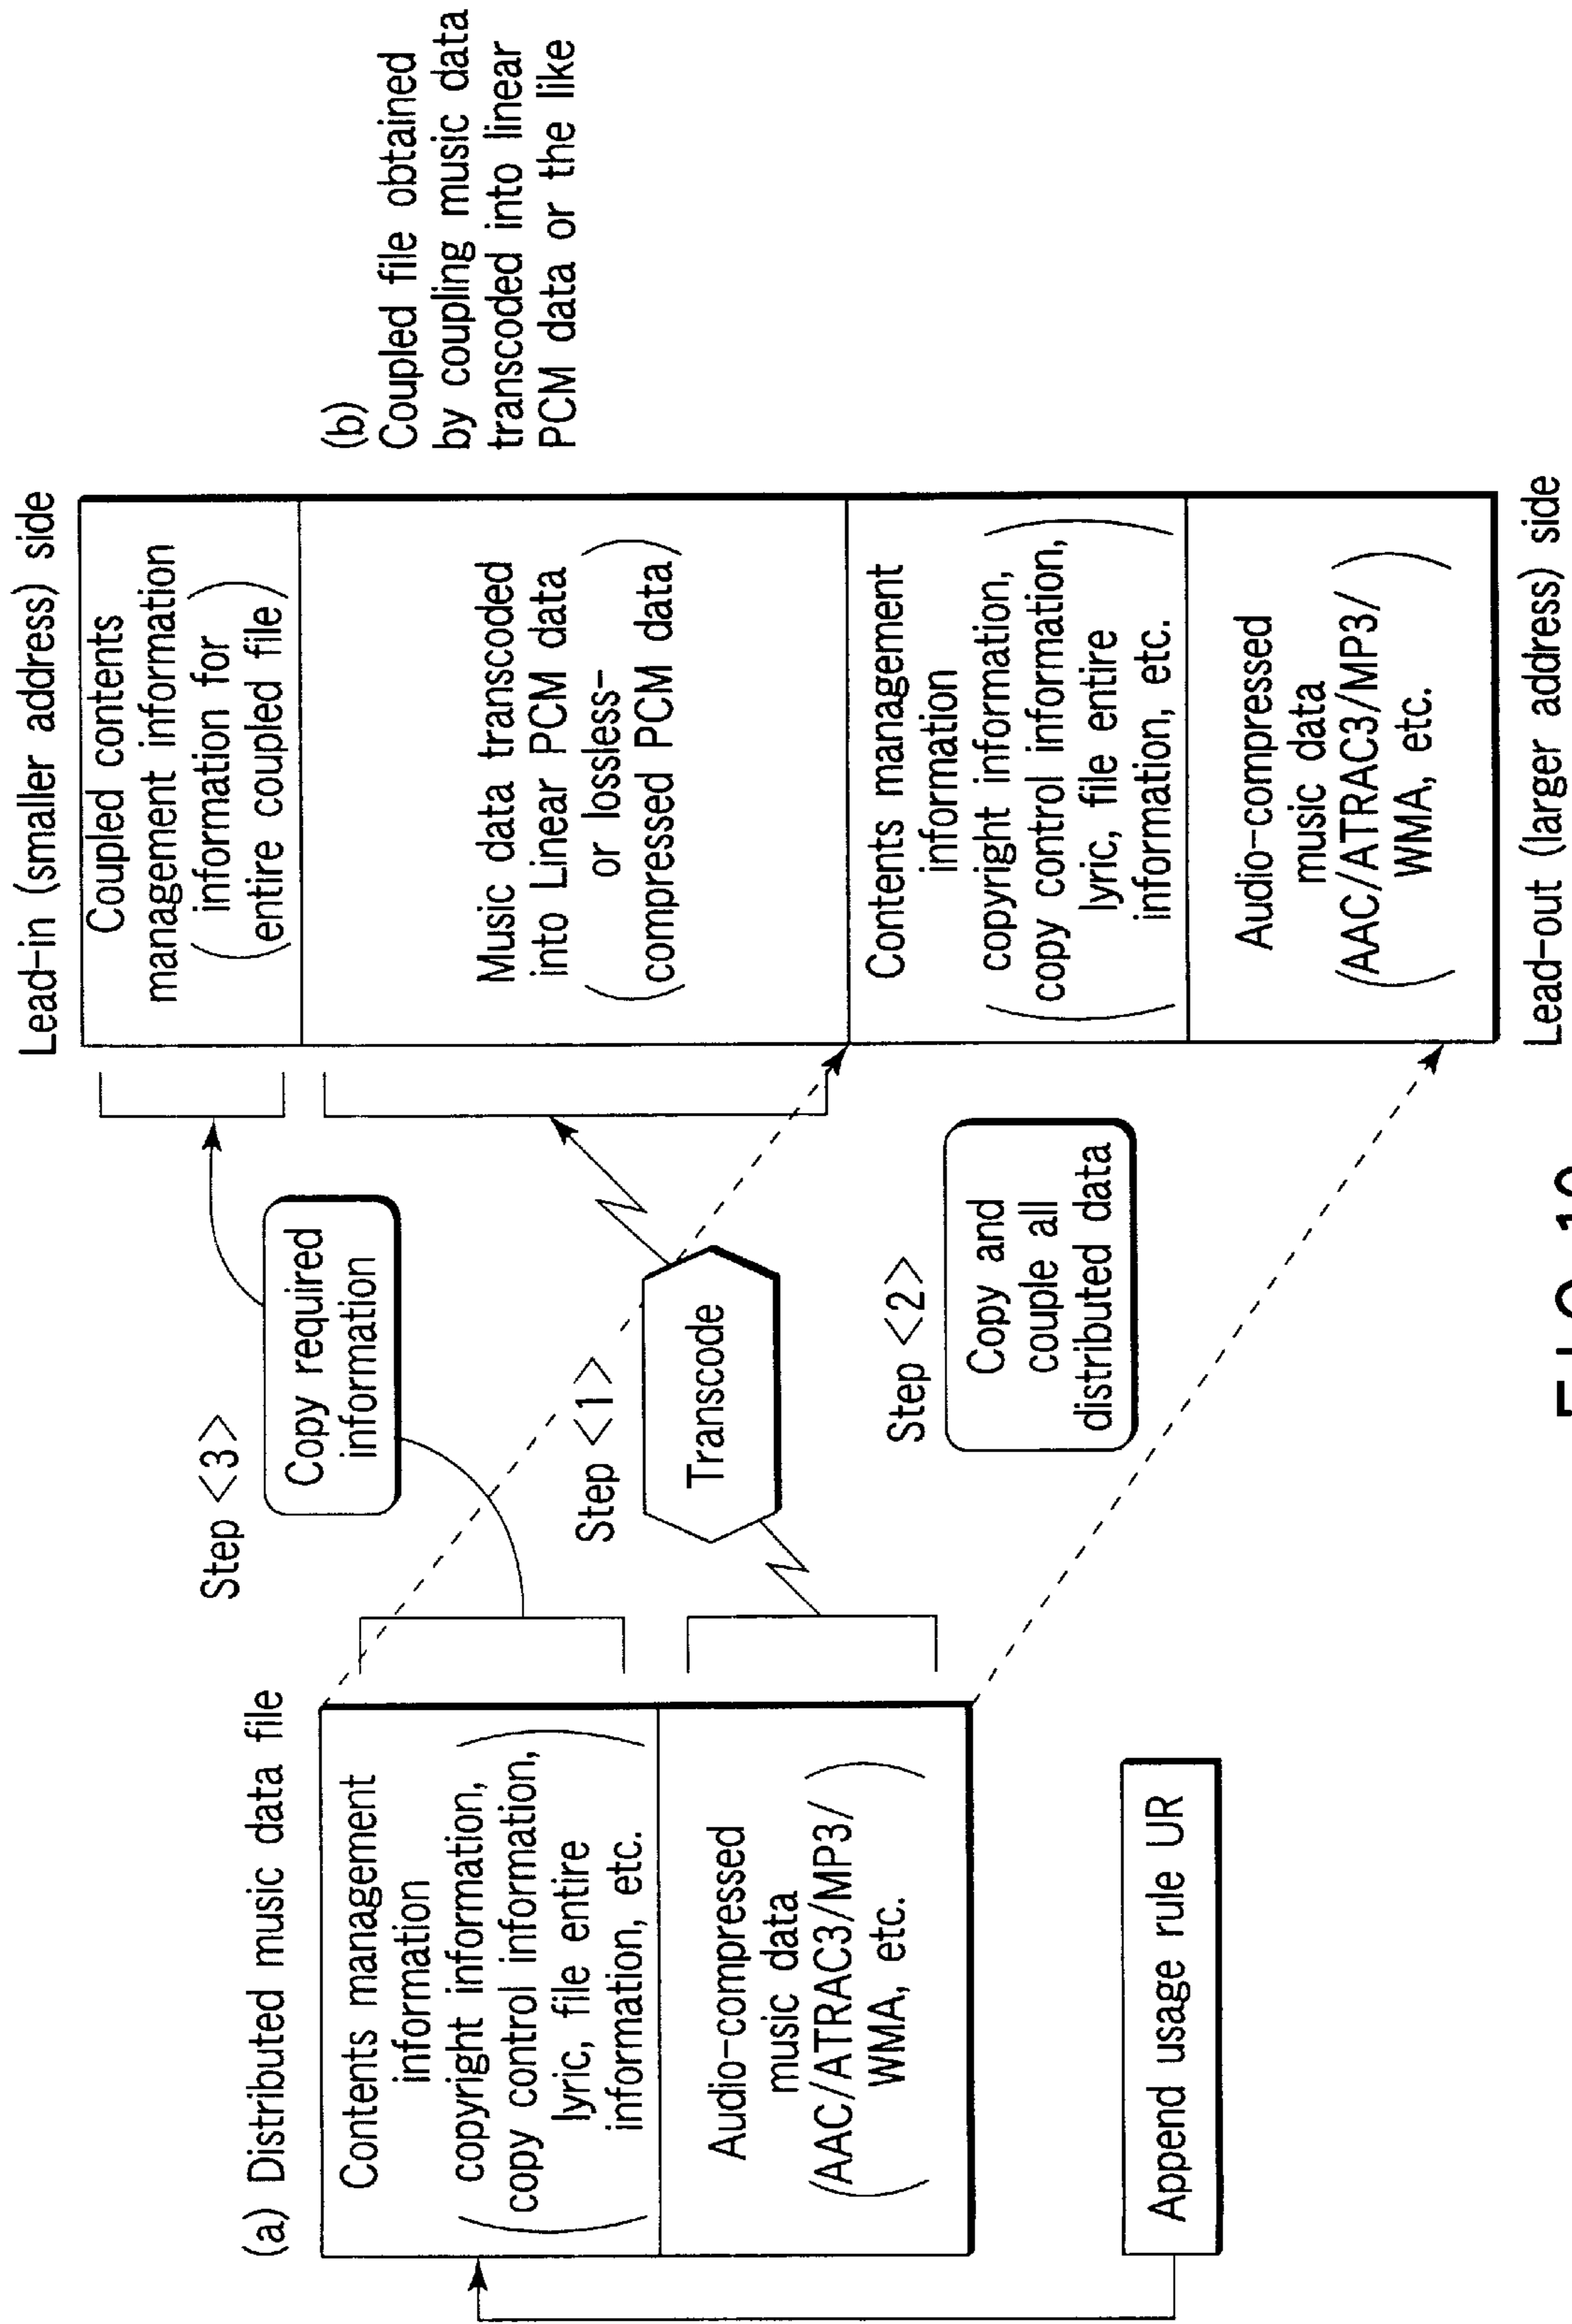 (a) Distributed music data file
Contents management
information
copyright information,
copy control information,
lyric, file entire
information, etc.
Audio-compressed
music data
(AAC/ATRAC3/MP3/
WMA, etc.)
Append usage rule UR
Step <3>
Copy required
information
Step <1>
Transcode
Step <2>
Copy and
couple all
distributed data
Lead-in (smaller address) side
Coupled contents
management information
(information for
entire coupled file)
Music data transcoded
into Linear PCM data
(or lossless-
compressed PCM data)
Contents management
information
(copyright information,
copy control information,
lyric, file entire
information, etc.)
Audio-compressed
music data
(AAC/ATRAC3/MP3/
WMA, etc.)
Lead-out (larger address) side
(b)
Coupled file obtained
by coupling music data
transcoded into linear
PCM data or the like